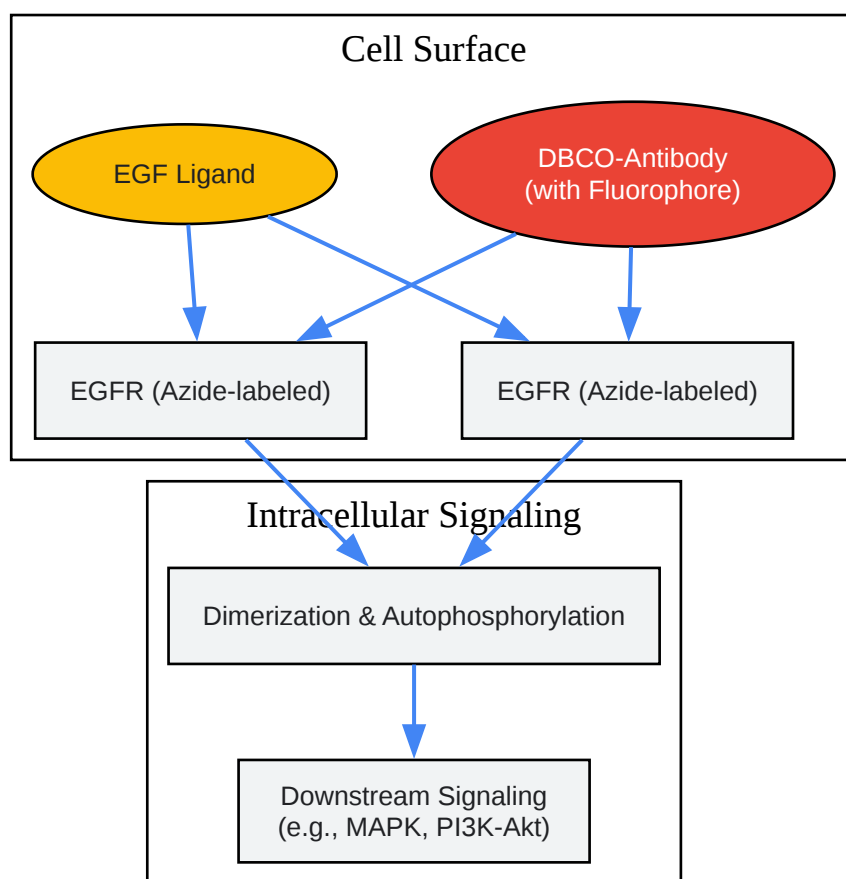 Cell Surface
EGF Ligand
DBCO-Antibody
(with Fluorophore)
EGFR (Azide-labeled)
EGFR (Azide-labeled)
Intracellular Signaling
Dimerization & Autophosphorylation
Downstream Signaling
(e.g., MAPK, PI3K-Akt)